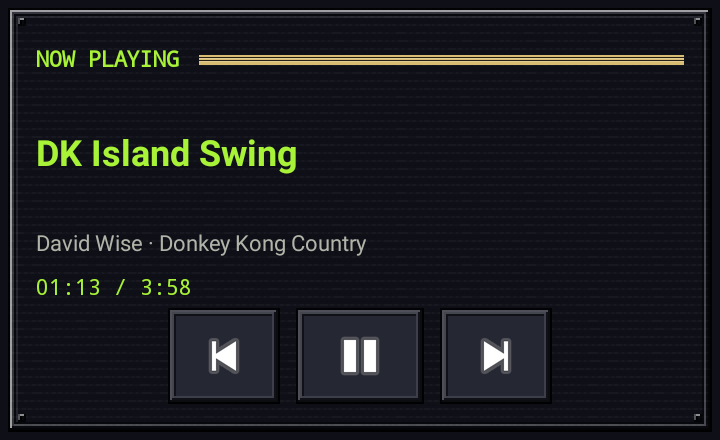 NOW PLAYING
DK Island Swing
David Wise · Donkey Kong Country
01:13 / 3:58